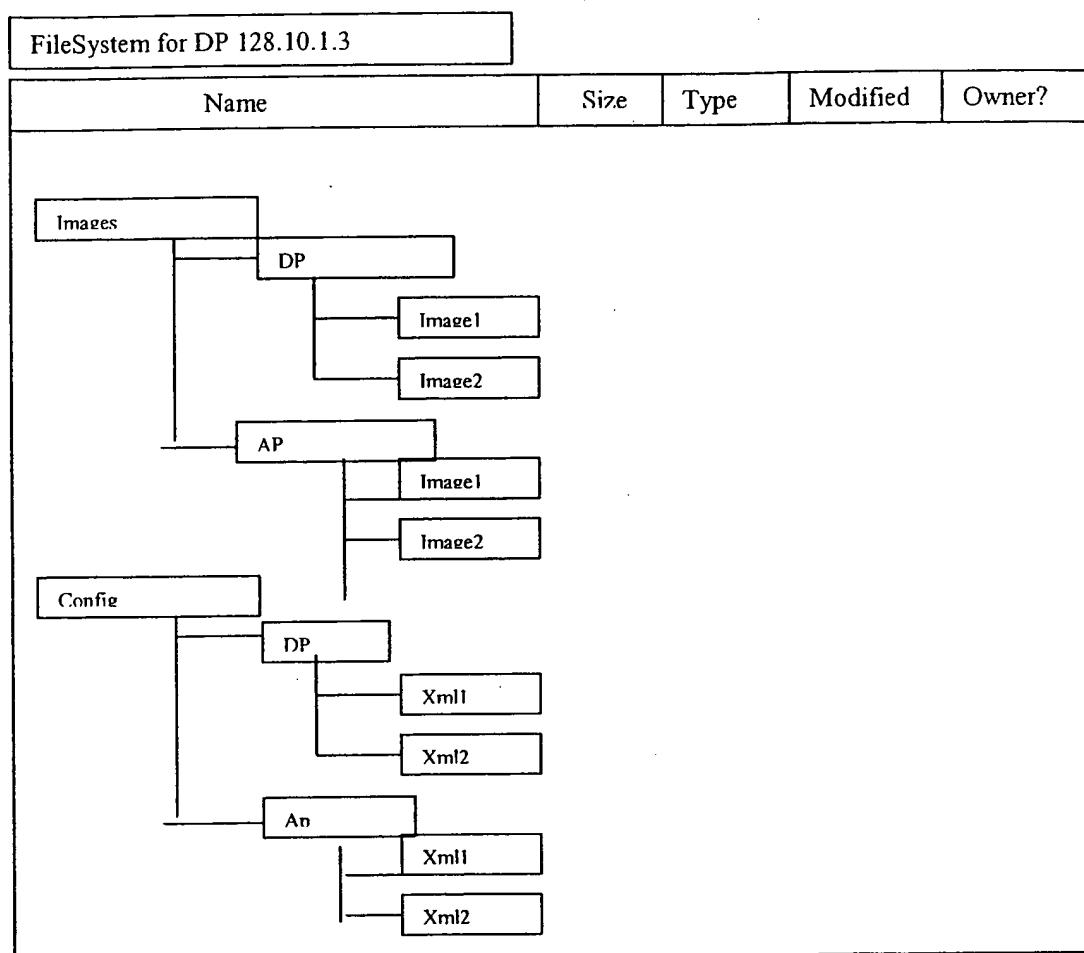 FileSystem for DP 128.10.1.3
Name Size Type Modified Owner?
Images
DP
Image1
Image2
AP
Image1
Image2
Config
DP
Xml1
Xml2
Ap
Xml1
Xml2